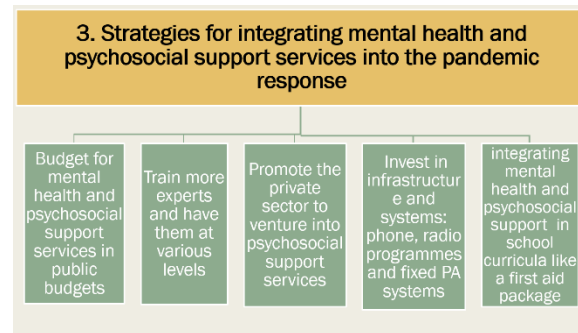 3. Strategies for integrating mental health and
psychosocial support services into the pandemic
response
Budget for
mental
health and
psychosocial
support
services in
public
budgets
Train more
experts and
have them at
various
levels
Promote the
private
sector to
venture into
psychosocial
support
services
Invest in
infrastructur
e and
systems:
phone, radio
programmes
and fixed PA
systems
integrating
mental
health and
psychosocial
support in
school
curricula like
a first aid
package